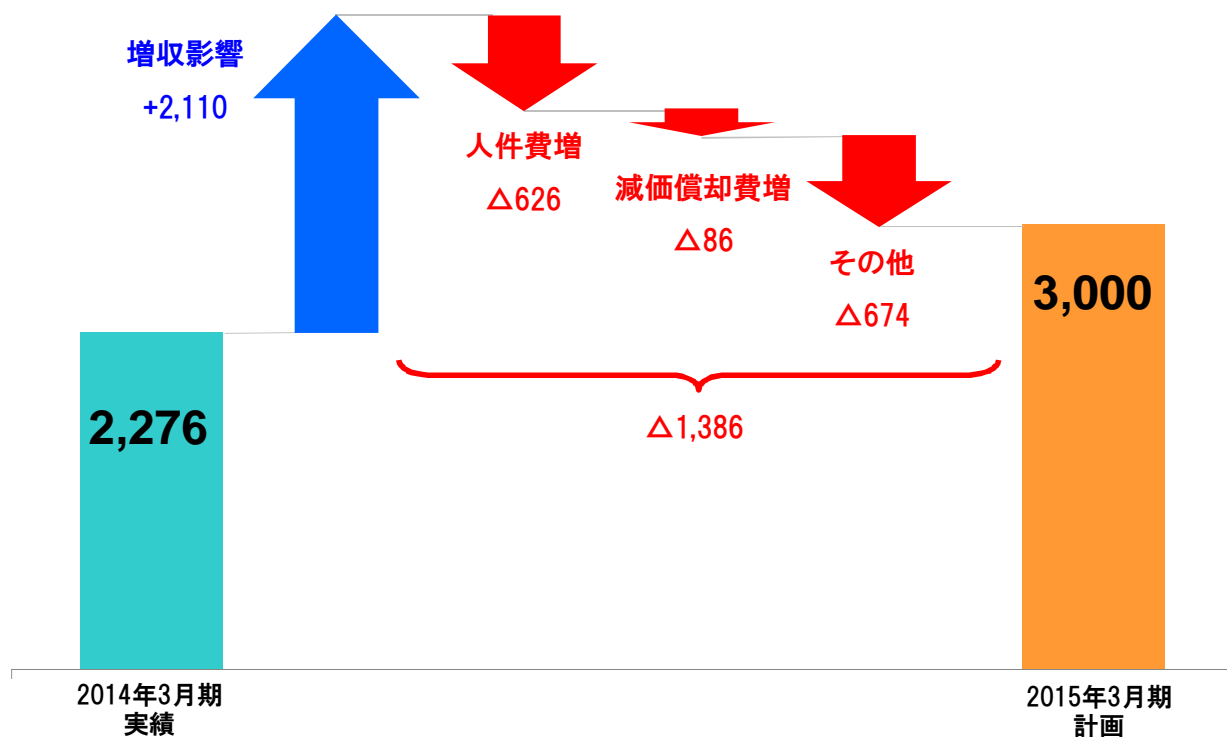 増収影響
+2,110
人件費増
△626
減価償却費増
△86
その他
△674
△1,386
2,276
3,000
2014年3月期
実績
2015年3月期
計画